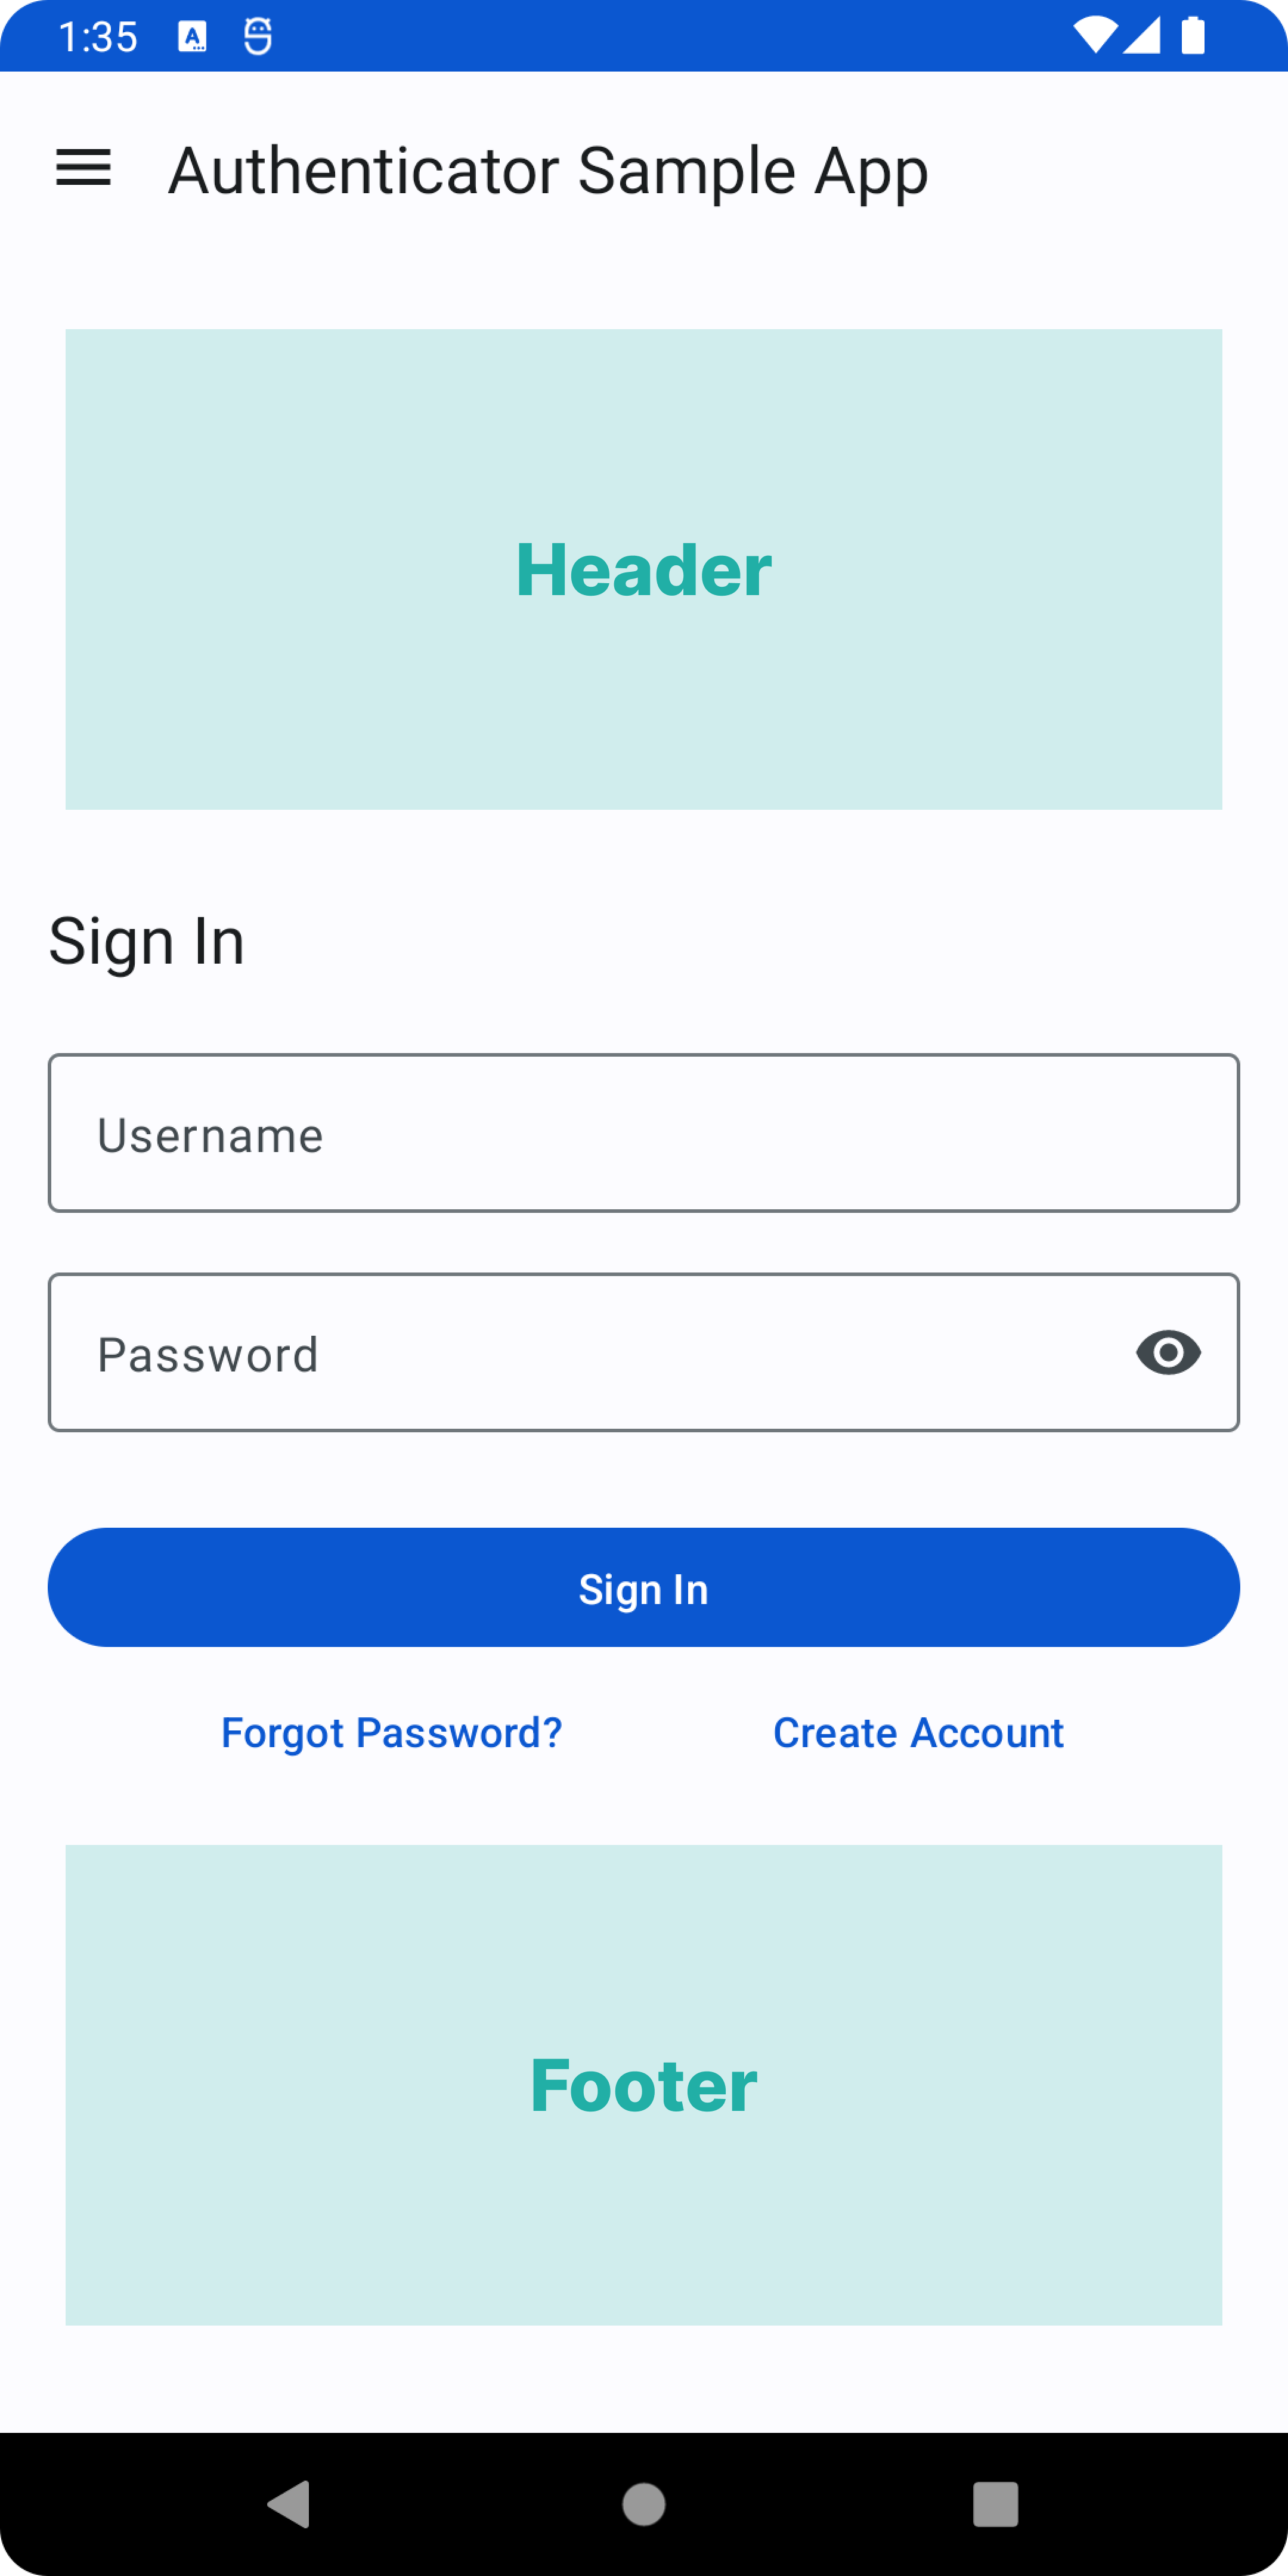 1:35
Authenticator Sample App
Header
Sign In
Username
Password
Sign In
Forgot Password? Create Account
Footer